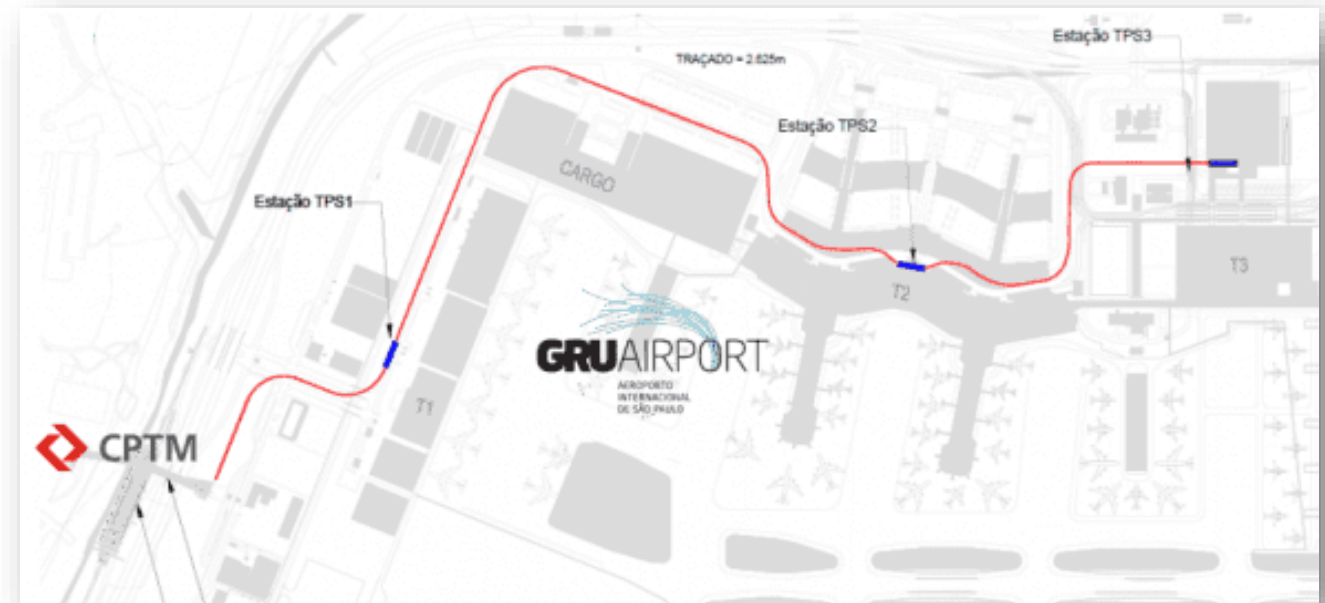 Estação TPS3
TRAÇADO = 2.625m
Estação TPS2
CARGO
Estação TPS1
T3
T2
GRUAIRPORT
AEROPORTO
INTERNACIONAL
DE SÃO PAULO
T1
CPTM